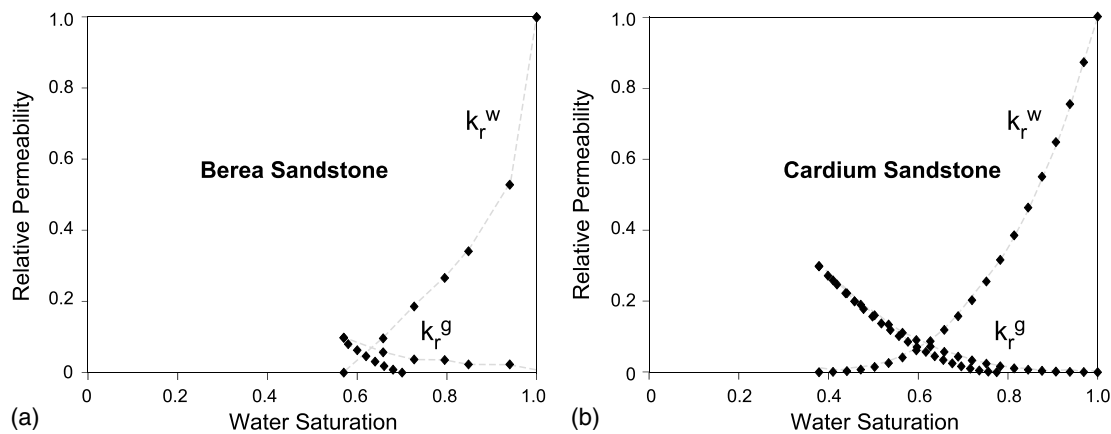 1.0
0.8
0.6
0.4
0.2
0
Relative Permeability
Berea Sandstone
k_r^w
k_r^g
0 0.2 0.4 0.6 0.8 1.0
Water Saturation
(a)
1.0
0.8
0.6
0.4
0.2
0
Relative Permeability
Cardium Sandstone
k_r^w
k_r^g
0 0.2 0.4 0.6 0.8 1.0
Water Saturation
(b)